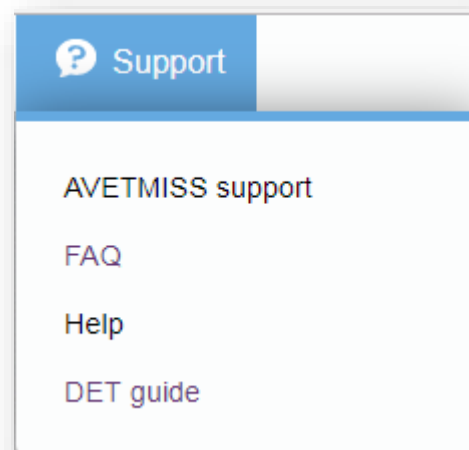 Support
AVETMISS support
FAQ
Help
DET guide